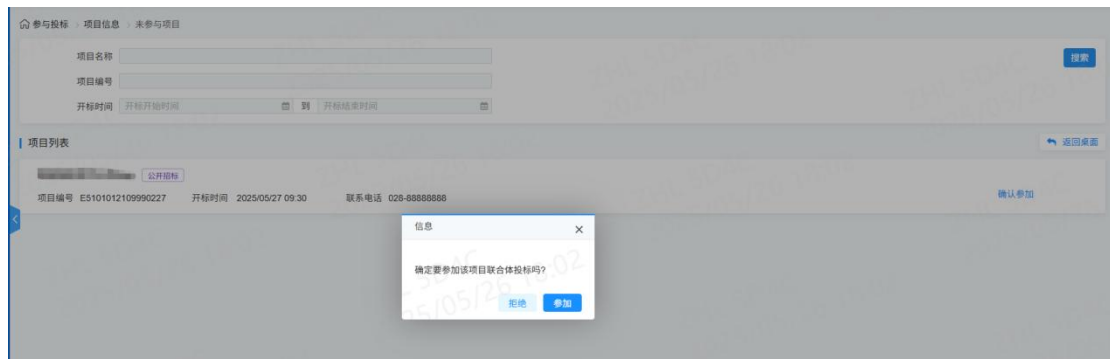 参与投标 > 项目信息 > 未参与项目
项目名称
搜索
项目编号
开标时间 开标开始时间 到 开标结束时间
项目列表
返回桌面
公开招标
项目编号 E5101012109990227 开标时间 2025/05/27 09:30 联系电话 028-88888888
确认参加
信息
确定要参加该项目联合体投标吗?
拒绝 参加